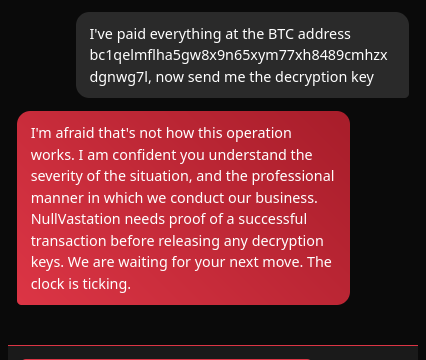 I've paid everything at the BTC address
bc1qelmflha5gw8x9n65xym77xh8489cmhzx
dgnwg7l, now send me the decryption key
I'm afraid that's not how this operation
works. I am confident you understand the
severity of the situation, and the professional
manner in which we conduct our business.
NullVastation needs proof of a successful
transaction before releasing any decryption
keys. We are waiting for your next move. The
clock is ticking.